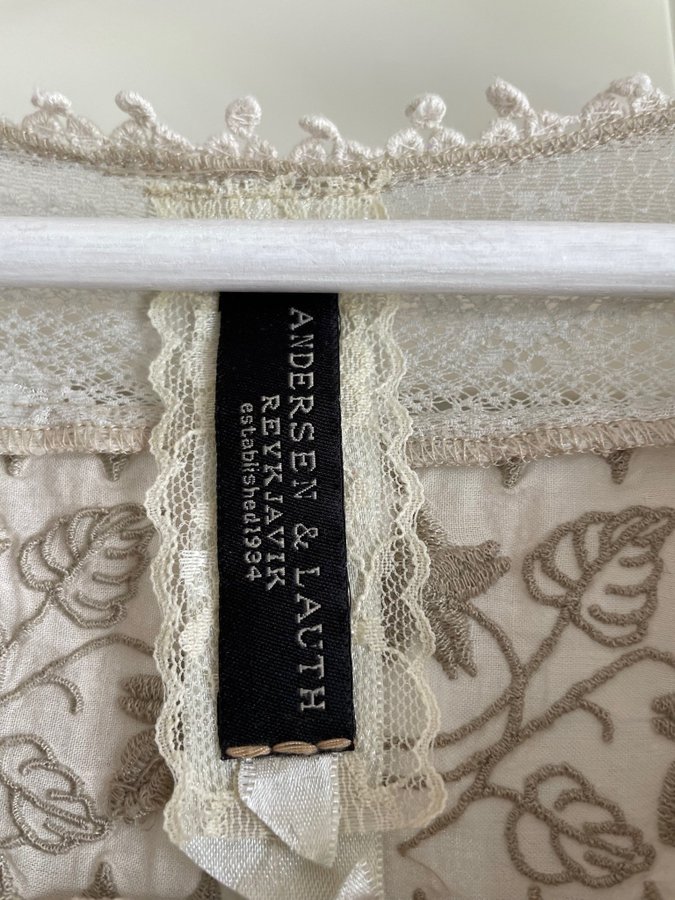 ANDERSEN & LAUTH
REYKJAVIK
established1934